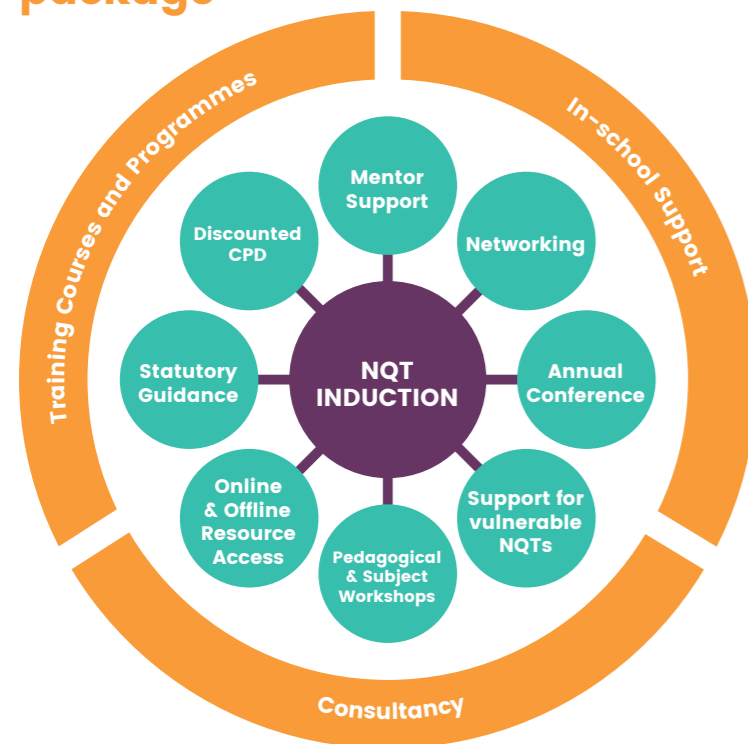 package
Training Courses and Programmes
In-school Support
Mentor
Support
Discounted
CPD
Networking
Statutory
Guidance
NQT
INDUCTION
Annual
Conference
Online
& Offline
Resource
Access
Support for
vulnerable
NQTs
Pedagogical
& Subject
Workshops
Consultancy